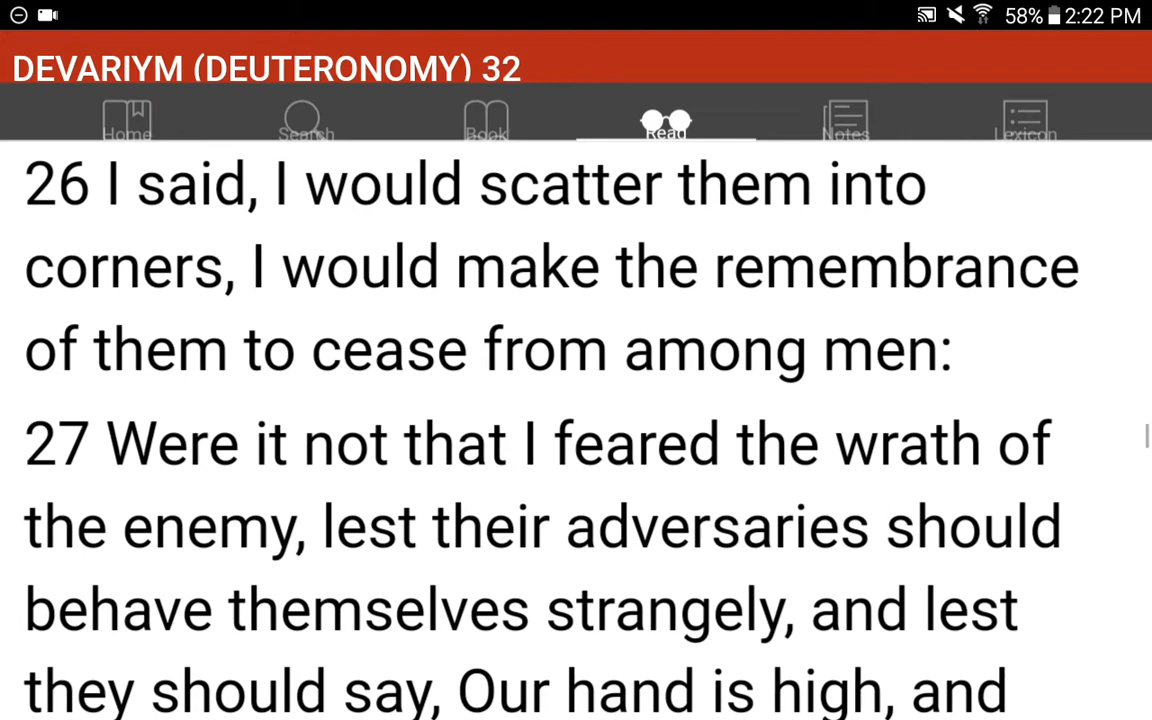 58% 2:22 PM
DEVARIYM (DEUTERONOMY) 32
Home Search Book Read Notes Lexicon
26 I said, I would scatter them into
corners, I would make the remembrance
of them to cease from among men:
27 Were it not that I feared the wrath of
the enemy, lest their adversaries should
behave themselves strangely, and lest
they should say, Our hand is high, and